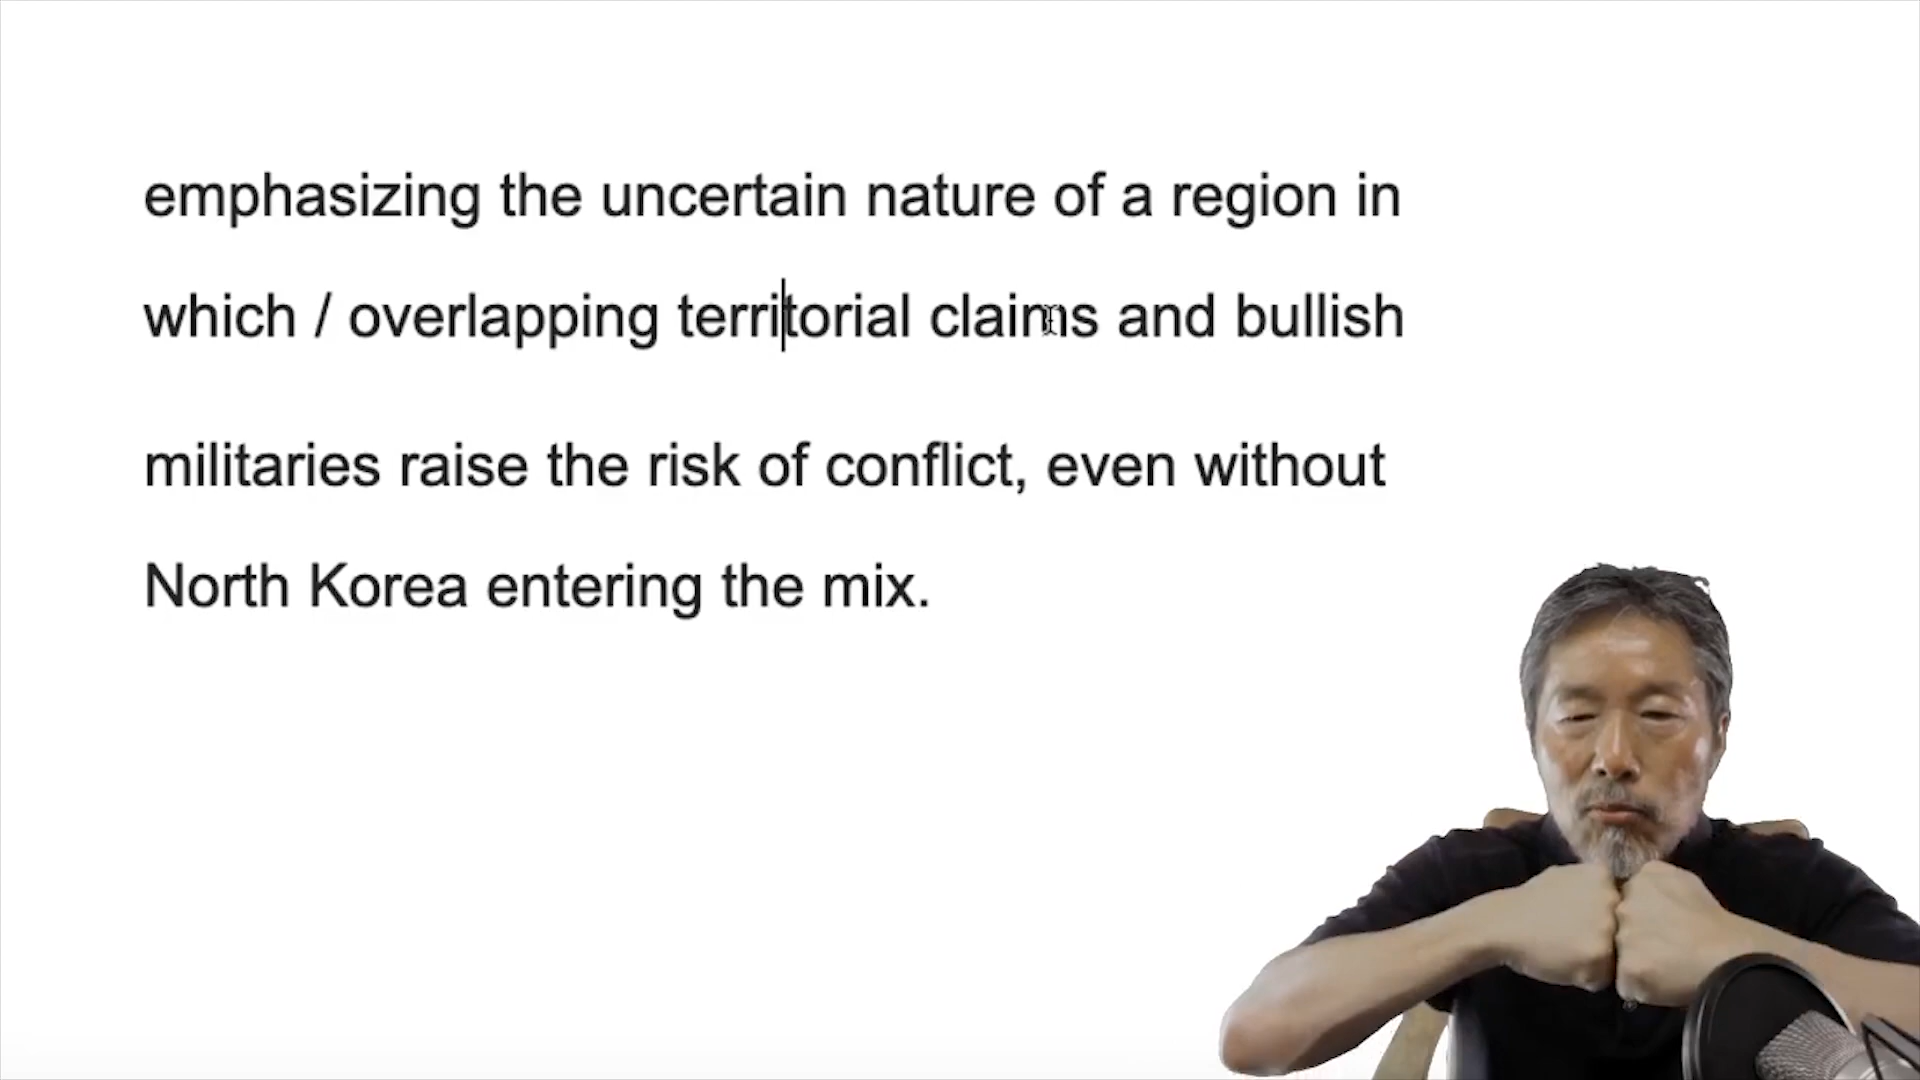 emphasizing the uncertain nature of a region in
which / overlapping territorial claims and bullish
militaries raise the risk of conflict, even without
North Korea entering the mix.